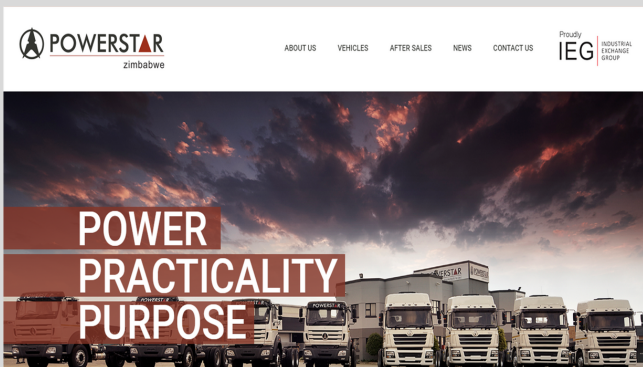 POWERSTAR
zimbabwe
ABOUT US
VEHICLES
AFTER SALES
NEWS
CONTACT US
Proudly
IEG
INDUSTRIAL
EXCHANGE
GROUP
POWER
PRACTICALITY
PURPOSE
POWERSTAR
POWERSTAR